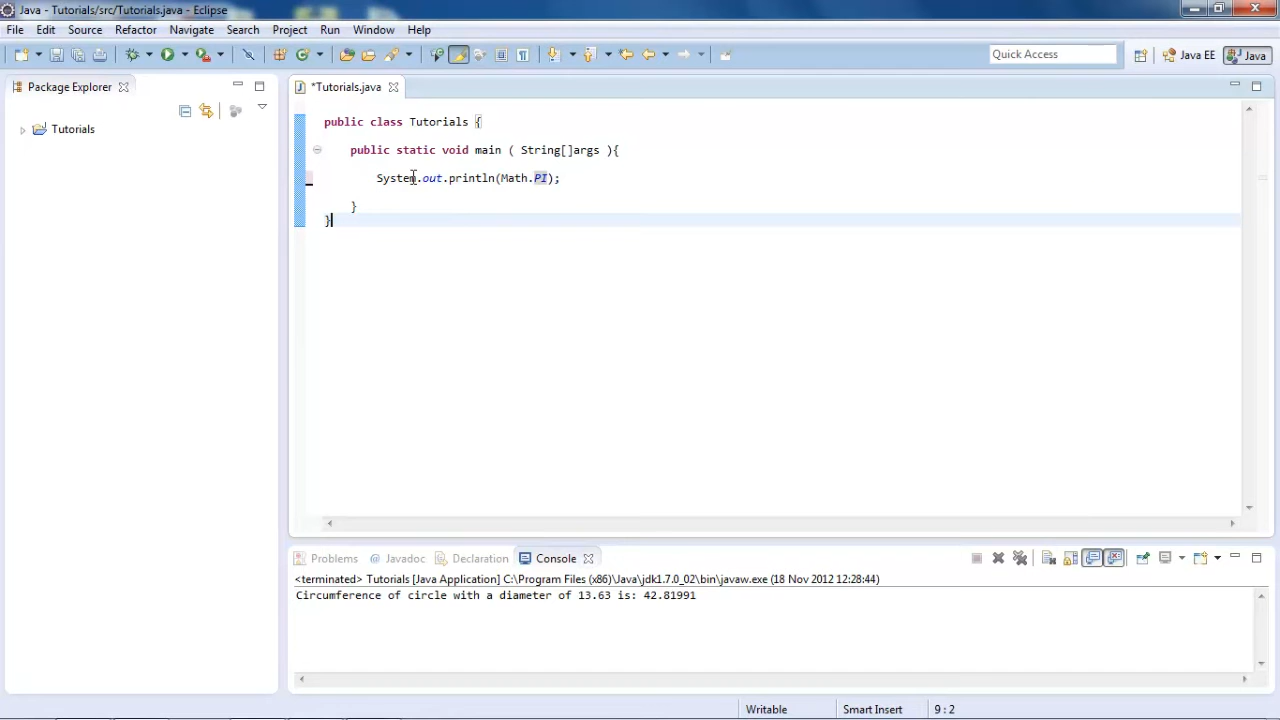 Java - Tutorials/src/Tutorials.java - Eclipse
File Edit Source Refactor Navigate Search Project Run Window Help
Quick Access Java EE Java
Package Explorer
Tutorials
*Tutorials.java
public class Tutorials {
public static void main ( String[]args ){
System.out.println(Math.PI);
}
}
Problems Javadoc Declaration Console
<terminated> Tutorials [Java Application] C:\Program Files (x86)\Java\jdk1.7.0_02\bin\javaw.exe (18 Nov 2012 12:28:44)
Circumference of circle with a diameter of 13.63 is: 42.81991
Writable Smart Insert 9 : 2